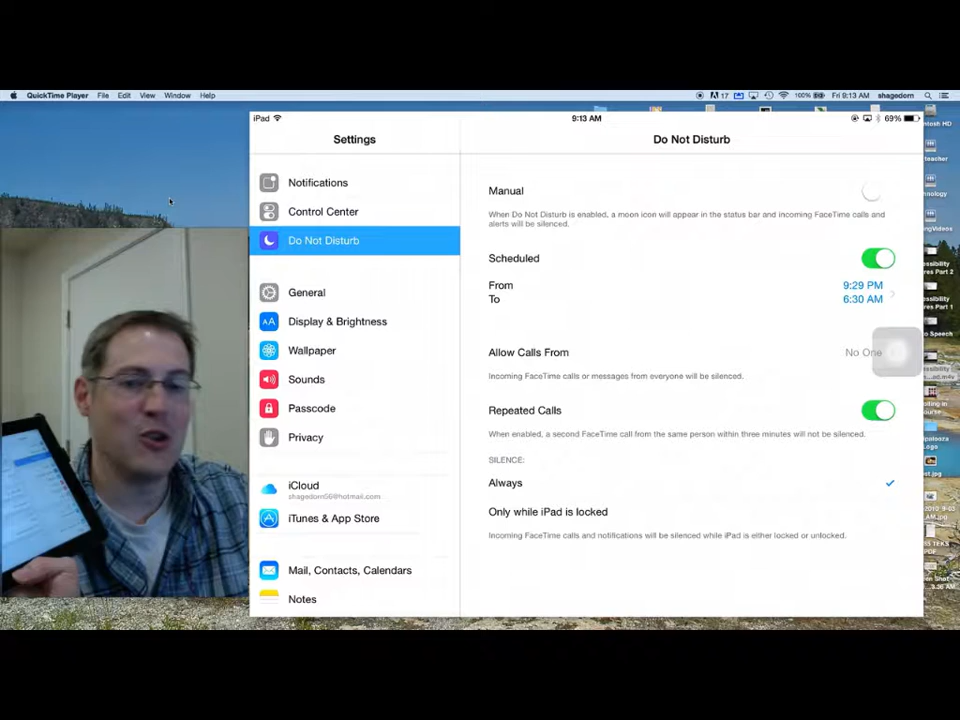 QuickTime Player File Edit View Window Help 17 100% Fri 9:13 AM shagedorn
iPad 9:13 AM 69%
Settings
Notifications
Control Center
Do Not Disturb
General
Display & Brightness
Wallpaper
Sounds
Passcode
Privacy
iCloud
shagedorn56@hotmail.com
iTunes & App Store
Mail, Contacts, Calendars
Notes
Do Not Disturb
Manual
When Do Not Disturb is enabled, a moon icon will appear in the status bar and incoming FaceTime calls and
alerts will be silenced.
Scheduled
From 9:29 PM
To 6:30 AM
Allow Calls From No One
Incoming FaceTime calls or messages from everyone will be silenced.
Repeated Calls
When enabled, a second FaceTime call from the same person within three minutes will not be silenced.
SILENCE:
Always
Only while iPad is locked
Incoming FaceTime calls and notifications will be silenced while iPad is either locked or unlocked.